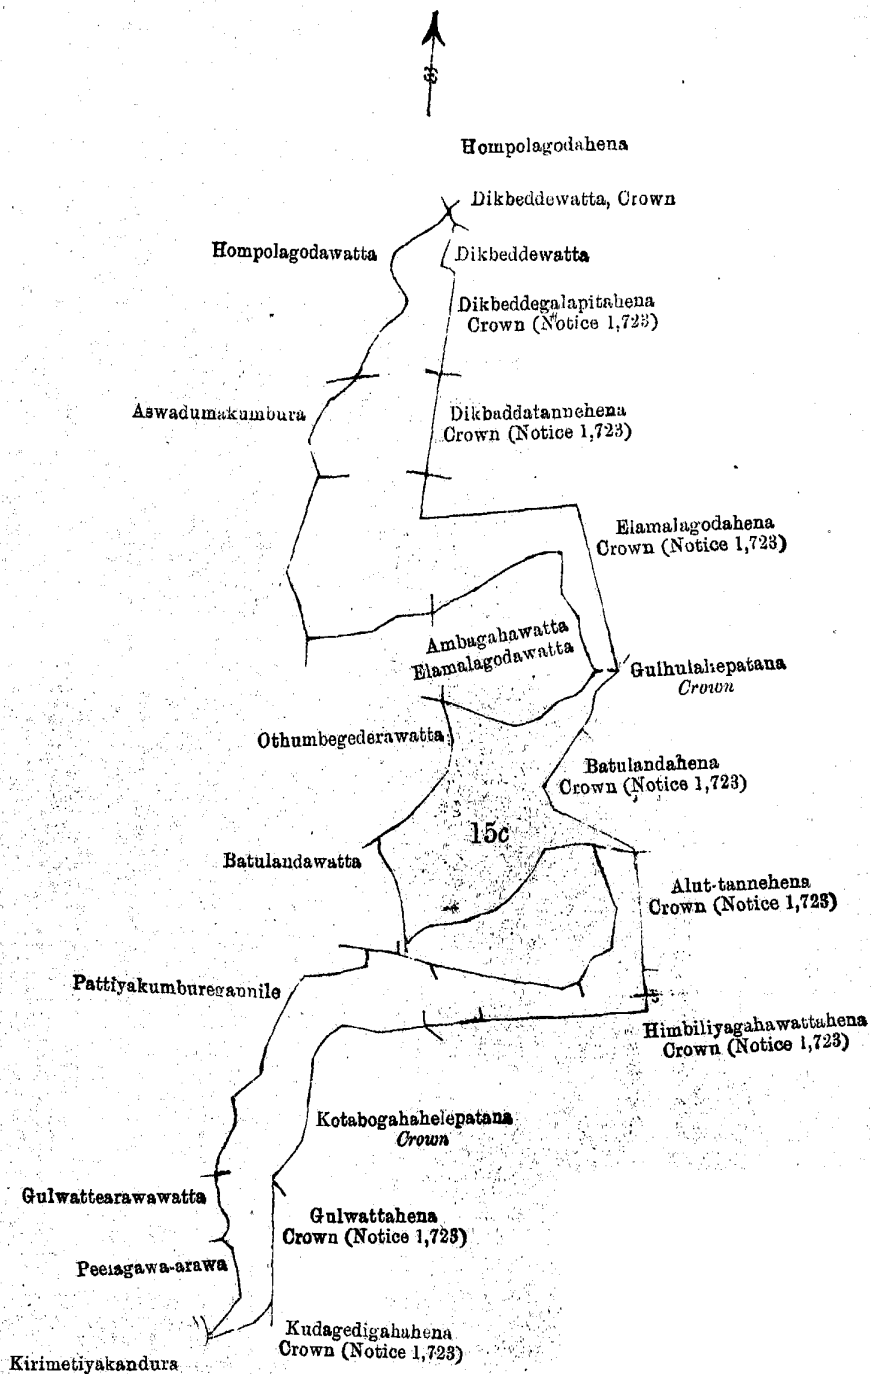 Hompolagodahena
Dikbeddewatta, Crown
Hompolagodawatta
Dikbeddewatta
Dikbeddegalapitahena
Crown (Notice 1,723)
Aswadumakumbura
Dikbaddatannehena
Crown (Notice 1,723)
Elamalagodahena
Crown (Notice 1,723)
Ambagahawatta
Elamalagodawatta
Gulhulahepatana
Crown
Othumbegederawatta
Batulandahena
Crown (Notice 1,723)
15c
Batulandawatta
Alut-tannehena
Crown (Notice 1,723)
Pattiyakumburegannile
Himbiliyagahawattahena
Crown (Notice 1,723)
Kotabogahahelepatana
Crown
Gulwattearawawatta
Gulwattahena
Crown (Notice 1,723)
Peelagawa-arawa
Kudagedigahahena
Crown (Notice 1,723)
Kirimetiyakandura